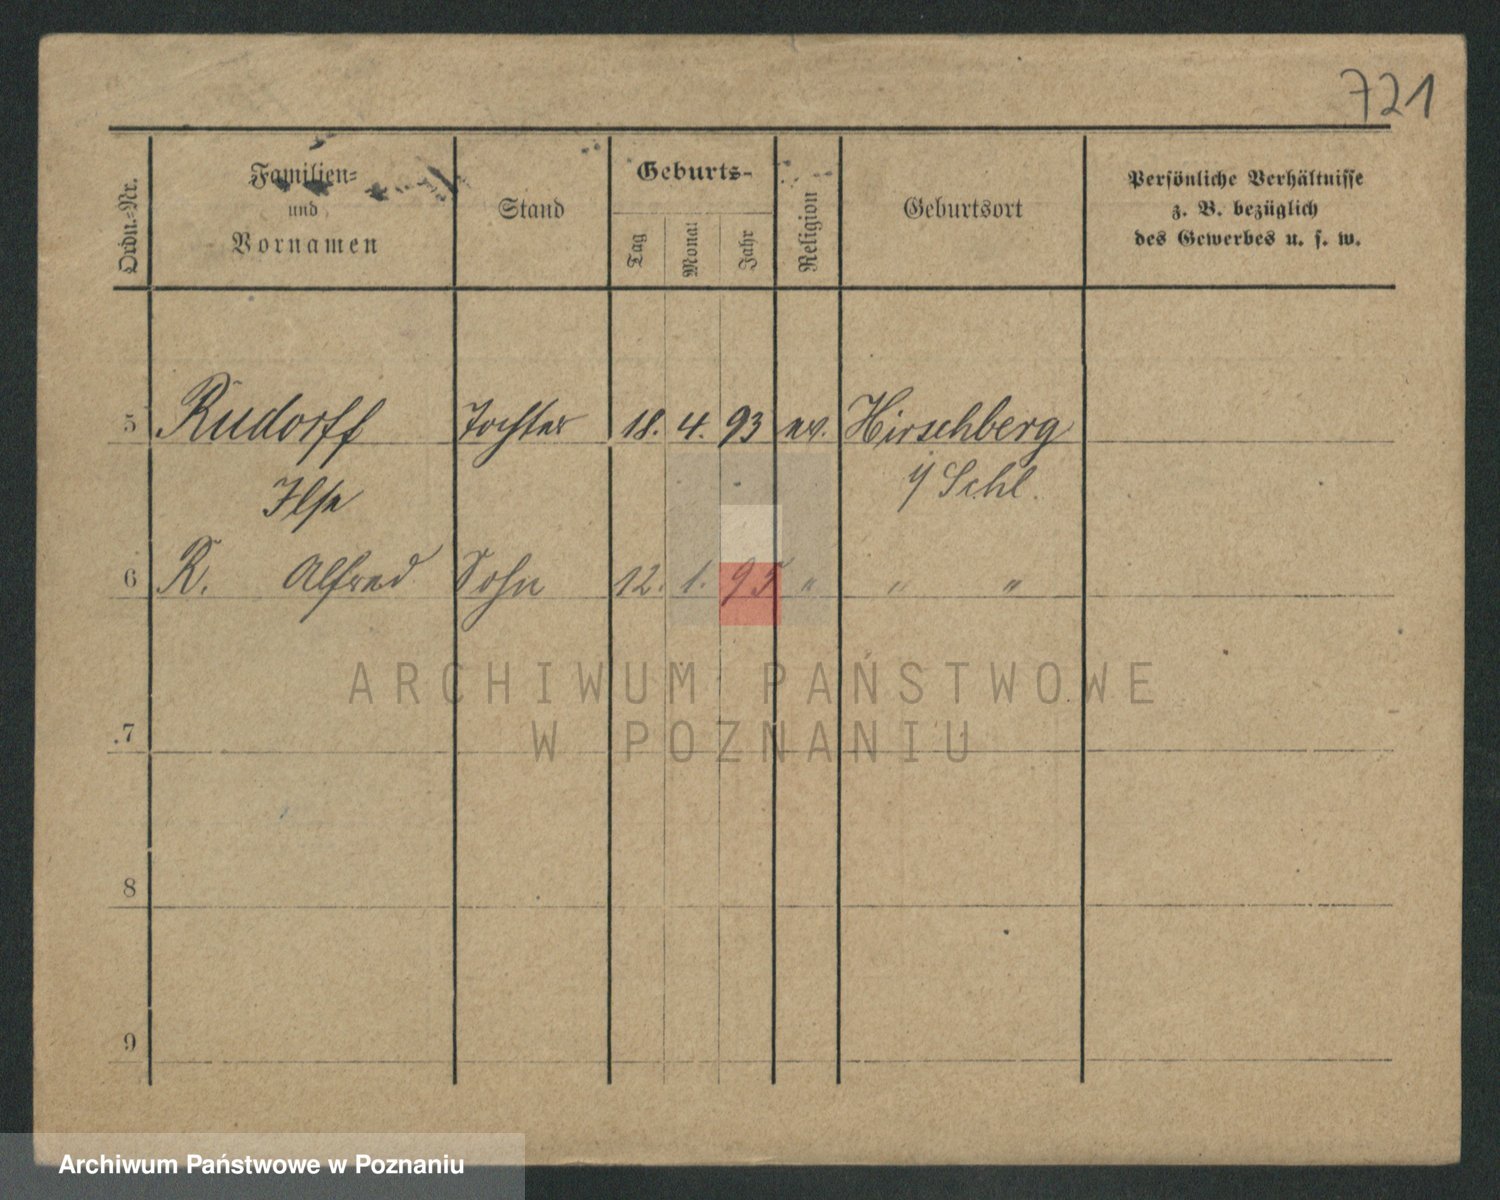 721
Ordn.-Nr.
Familien-
und
Vornamen
Stand
Geburts-
Tag
Monat
Jahr
Religion
Geburtsort
Persönliche Verhältnisse
z. B. bezüglich
des Gewerbes u. s. w.
5 Rudorff Tochter 18. 4. 93 ev. Hirschberg
Ilse i/ Schl.
6 R. Alfred Sohn 12. 1. 95 " " "
ARCHIWUM PAŃSTWOWE
W POZNANIU
7
8
9
Archiwum Państwowe w Poznaniu